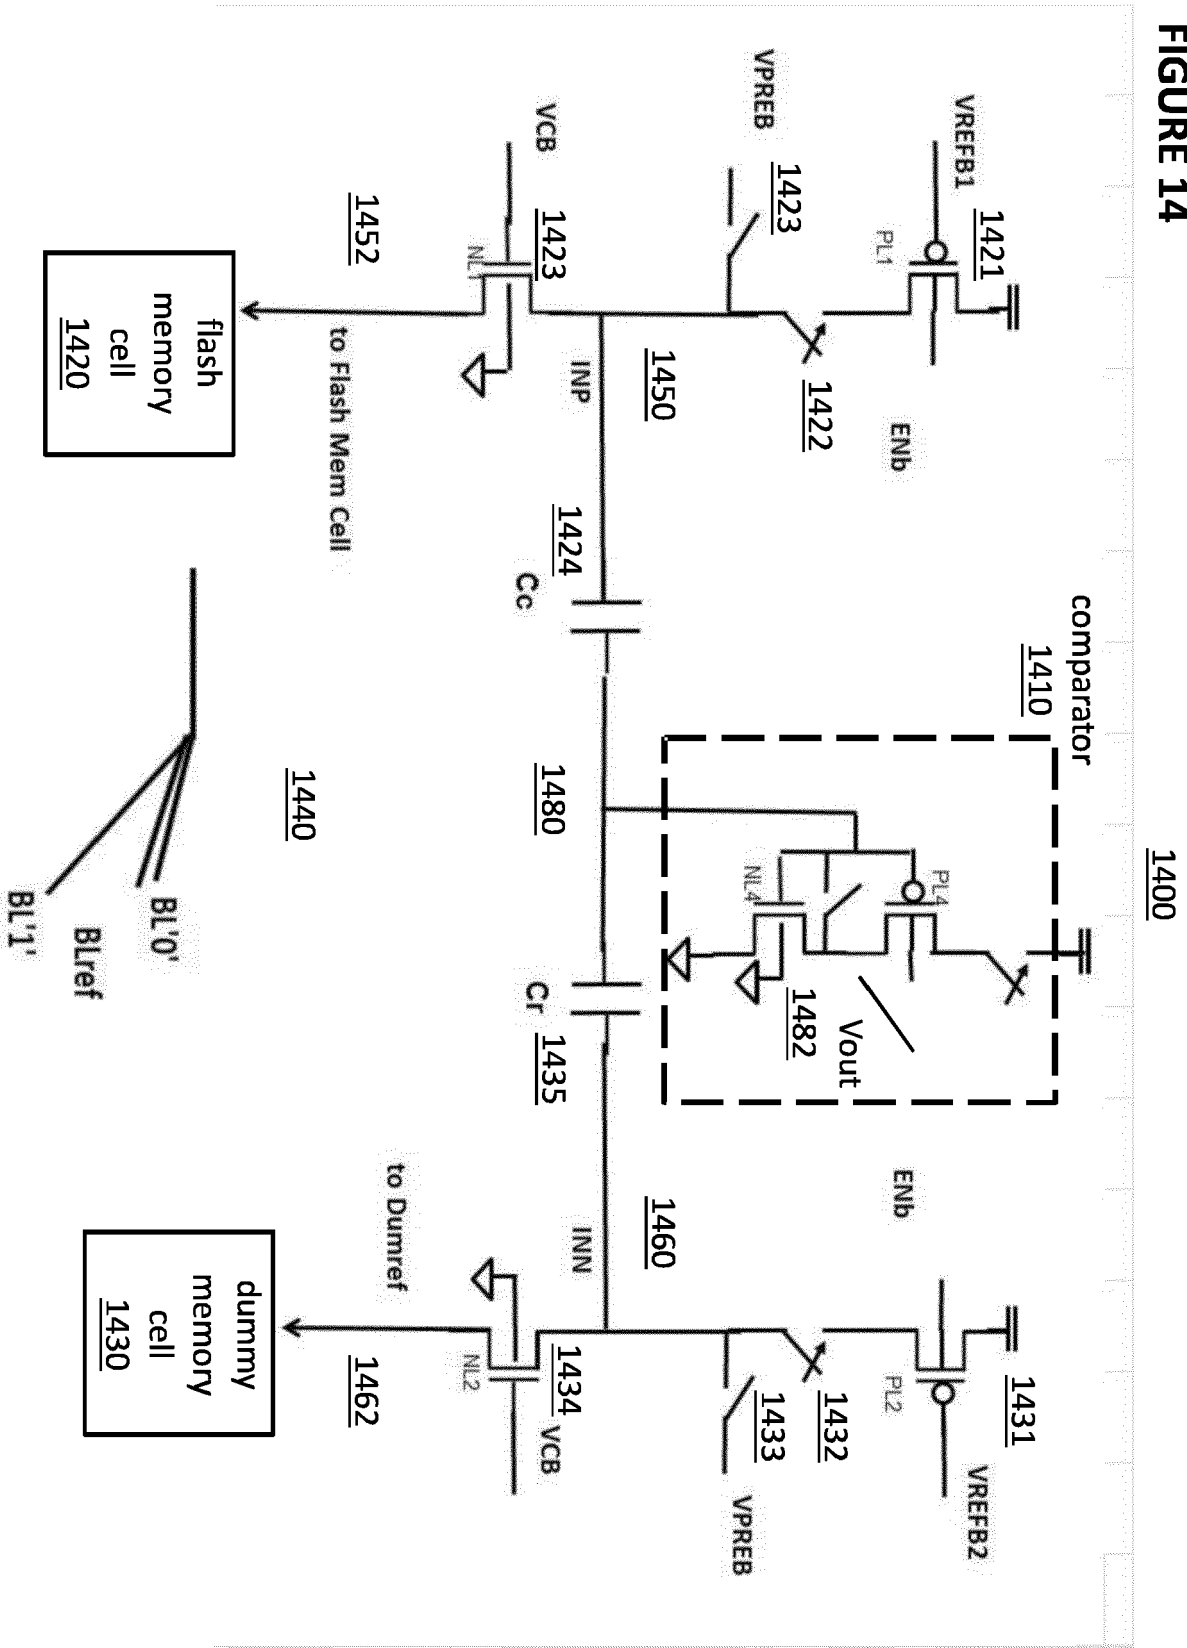 FIGURE 14
1400
comparator
1410
VREFB1
1421
PL1
ENb
VPREB
1423
1422
1450
INP
VCB
1423
NL1
1452
to Flash Mem Cell
flash
memory
cell
1420
1424
Cc
1480
PL4
NL4
1482
Vout
Cr
1435
1440
BL'0'
BLref
BL'1'
ENb
1431
PL2
VREFB2
1432
1433
VPREB
1460
INN
1434
NL2
VCB
to Dumref
1462
dummy
memory
cell
1430